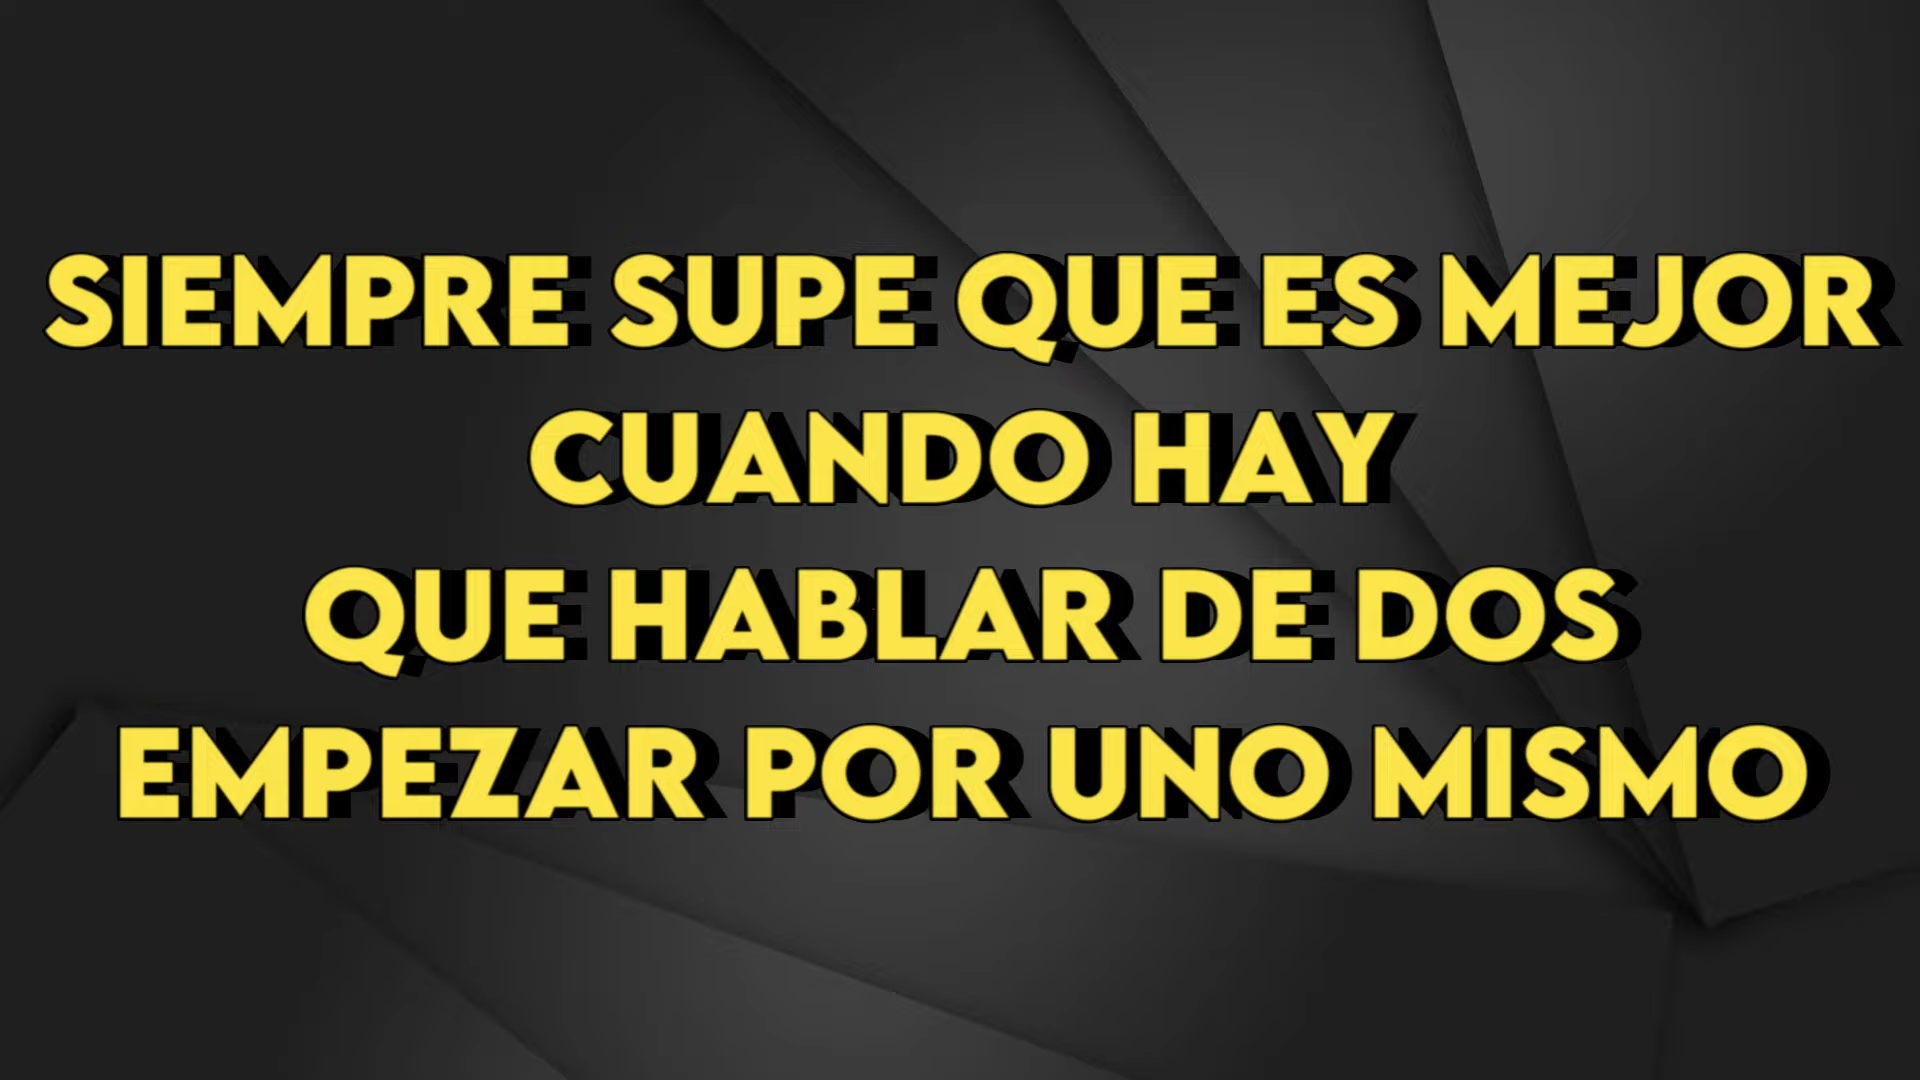 SIEMPRE SUPE QUE ES MEJOR
CUANDO HAY
QUE HABLAR DE DOS
EMPEZAR POR UNO MISMO